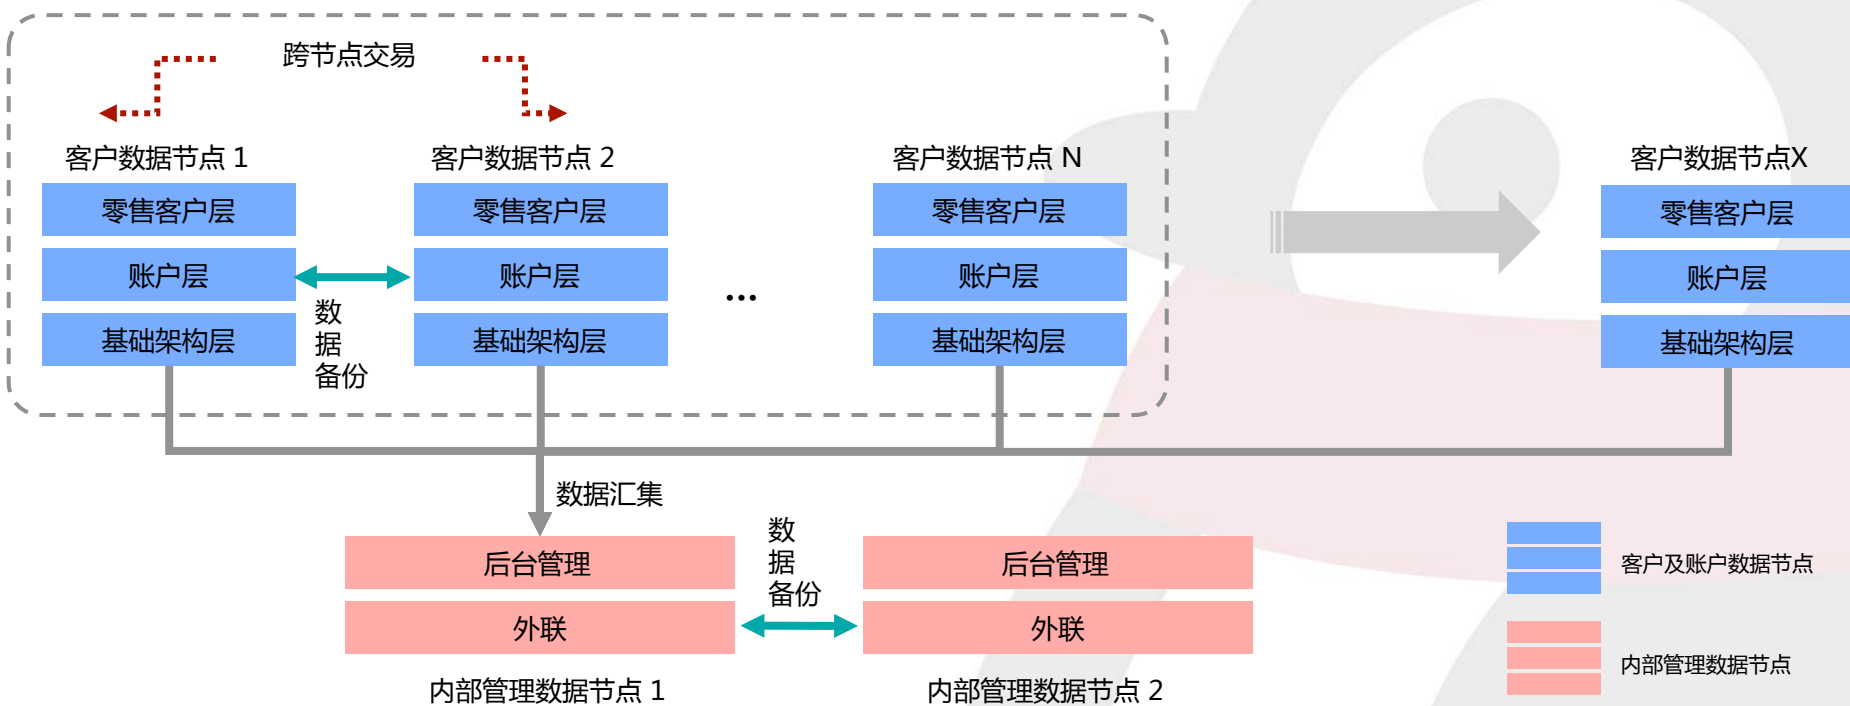 跨节点交易
客户数据节点 1
客户数据节点 2
客户数据节点 N
客户数据节点X
零售客户层
零售客户层
零售客户层
零售客户层
账户层
账户层
...
账户层
账户层
数
据
备份
基础架构层
基础架构层
基础架构层
基础架构层
数据汇集
数
据
备份
后台管理
后台管理
外联
外联
内部管理数据节点 1
内部管理数据节点 2
客户及账户数据节点
内部管理数据节点